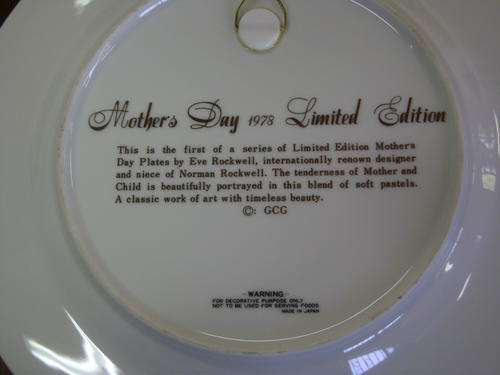 Mother's Day 1978 Limited Edition
This is the first of a series of Limited Edition Mother's
Day Plates by Eve Rockwell, internationally renown designer
and niece of Norman Rockwell. The tenderness of Mother and
Child is beautifully portrayed in this blend of soft pastels.
A classic work of art with timeless beauty.
©: GCG
-WARNING-
FOR DECORATIVE PURPOSE ONLY
NOT TO BE USED FOR SERVING FOODS
MADE IN JAPAN